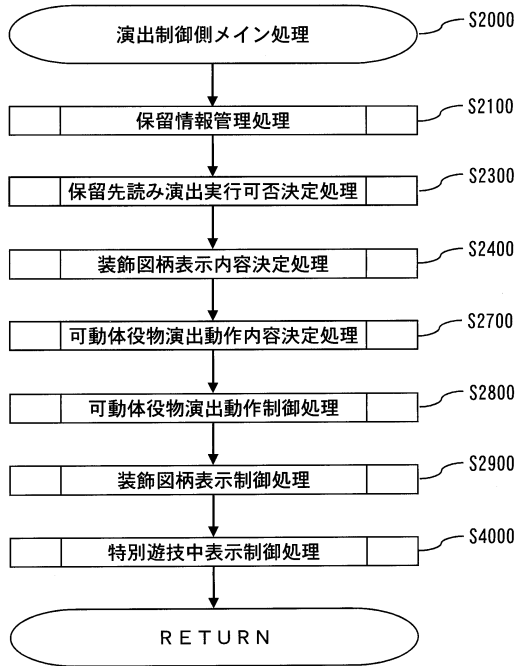 演出制御側メイン処理
S2000
S2100
保留情報管理処理
S2300
保留先読み演出実行可否決定処理
S2400
装飾図柄表示内容決定処理
S2700
可動体役物演出動作内容決定処理
S2800
可動体役物演出動作制御処理
S2900
装飾図柄表示制御処理
S4000
特別遊技中表示制御処理
RETURN